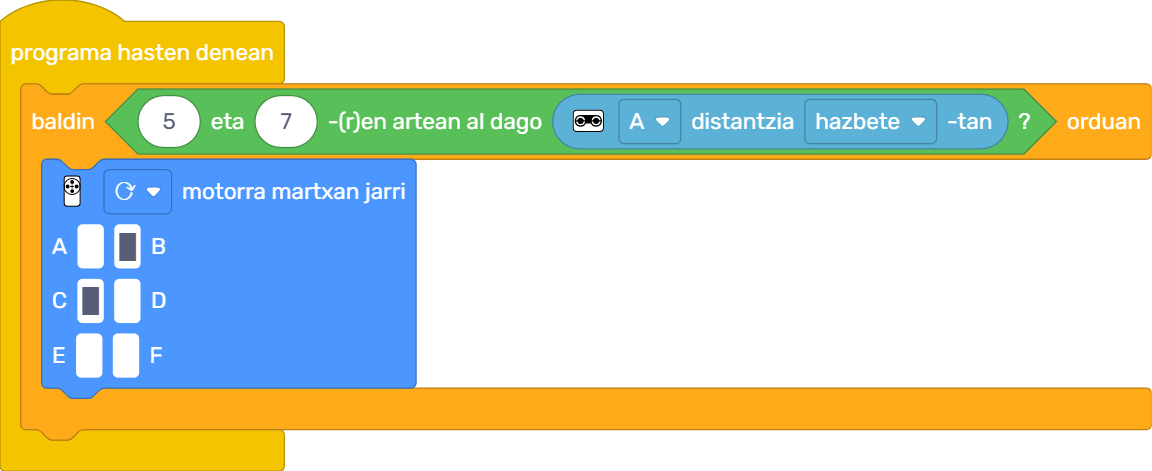 programa hasten denean
baldin 5 eta 7 -(r)en artean al dago A distantzia hazbete -tan ? orduan
motorra martxan jarri
A B
C D
E F